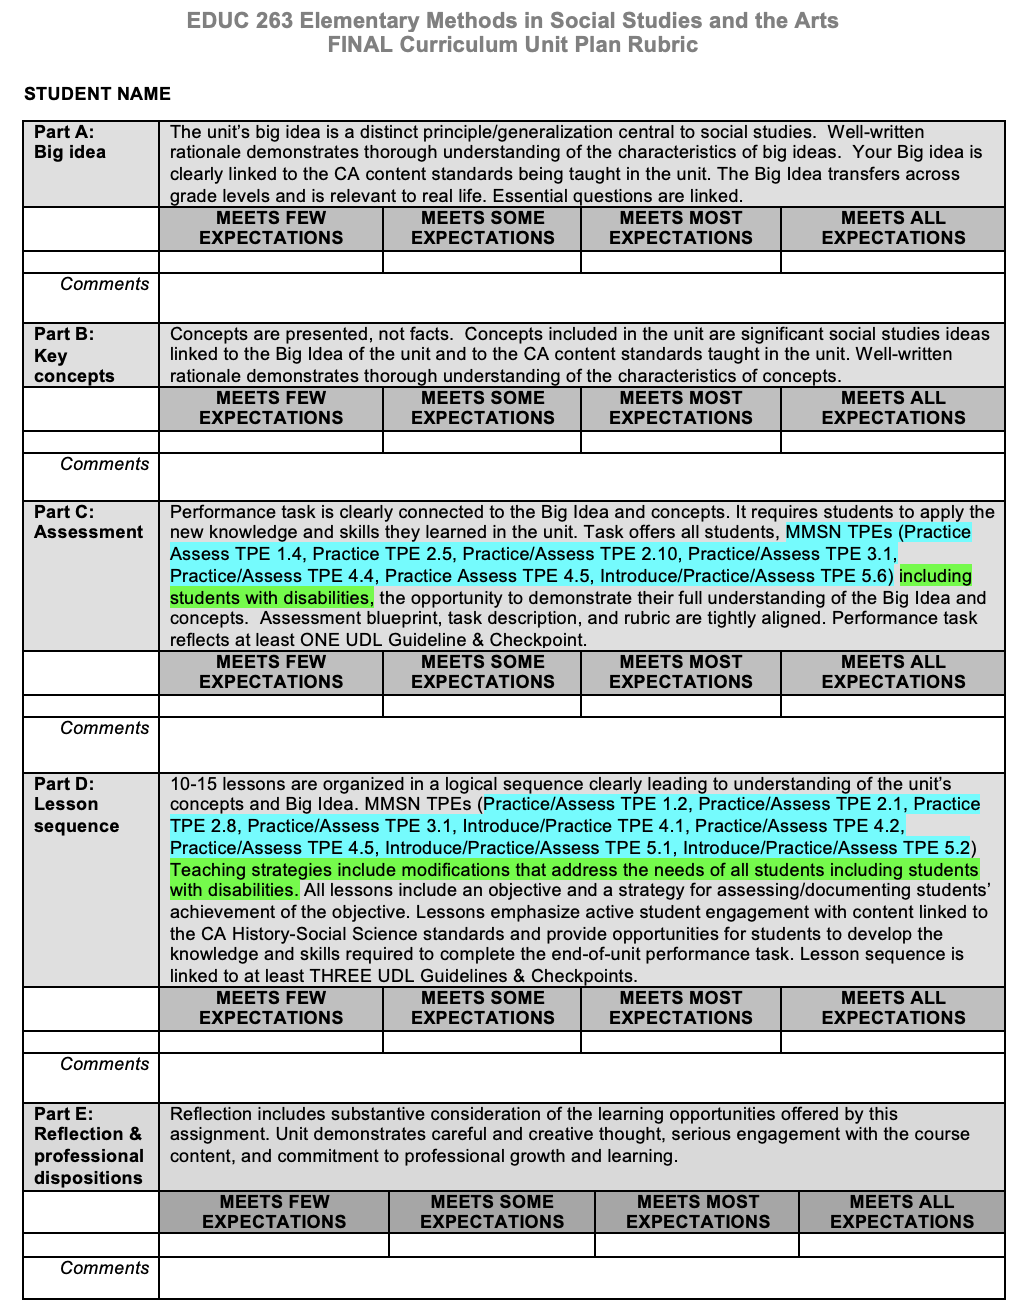 EDUC 263 Elementary Methods in Social Studies and the Arts
FINAL Curriculum Unit Plan Rubric
STUDENT NAME
Part A:
Big idea
The unit's big idea is a distinct principle/generalization central to social studies.  Well-written
rationale demonstrates thorough understanding of the characteristics of big ideas.  Your Big idea is
clearly linked to the CA content standards being taught in the unit. The Big Idea transfers across
grade levels and is relevant to real life. Essential questions are linked.
MEETS FEW EXPECTATIONS
MEETS SOME EXPECTATIONS
MEETS MOST EXPECTATIONS
MEETS ALL EXPECTATIONS
Comments
Part B:
Key
concepts
Concepts are presented, not facts.  Concepts included in the unit are significant social studies ideas
linked to the Big Idea of the unit and to the CA content standards taught in the unit. Well-written
rationale demonstrates thorough understanding of the characteristics of concepts.
MEETS FEW EXPECTATIONS
MEETS SOME EXPECTATIONS
MEETS MOST EXPECTATIONS
MEETS ALL EXPECTATIONS
Comments
Part C:
Assessment
Performance task is clearly connected to the Big Idea and concepts. It requires students to apply the
new knowledge and skills they learned in the unit. Task offers all students, MMSN TPEs (Practice
Assess TPE 1.4, Practice TPE 2.5, Practice/Assess TPE 2.10, Practice/Assess TPE 3.1,
Practice/Assess TPE 4.4, Practice Assess TPE 4.5, Introduce/Practice/Assess TPE 5.6) including
students with disabilities, the opportunity to demonstrate their full understanding of the Big Idea and
concepts.  Assessment blueprint, task description, and rubric are tightly aligned. Performance task
reflects at least ONE UDL Guideline & Checkpoint.
MEETS FEW EXPECTATIONS
MEETS SOME EXPECTATIONS
MEETS MOST EXPECTATIONS
MEETS ALL EXPECTATIONS
Comments
Part D:
Lesson
sequence
10-15 lessons are organized in a logical sequence clearly leading to understanding of the unit's
concepts and Big Idea. MMSN TPEs (Practice/Assess TPE 1.2, Practice/Assess TPE 2.1, Practice
TPE 2.8, Practice/Assess TPE 3.1, Introduce/Practice TPE 4.1, Practice/Assess TPE 4.2,
Practice/Assess TPE 4.5, Introduce/Practice/Assess TPE 5.1, Introduce/Practice/Assess TPE 5.2)
Teaching strategies include modifications that address the needs of all students including students
with disabilities. All lessons include an objective and a strategy for assessing/documenting students'
achievement of the objective. Lessons emphasize active student engagement with content linked to
the CA History-Social Science standards and provide opportunities for students to develop the
knowledge and skills required to complete the end-of-unit performance task. Lesson sequence is
linked to at least THREE UDL Guidelines & Checkpoints.
MEETS FEW EXPECTATIONS
MEETS SOME EXPECTATIONS
MEETS MOST EXPECTATIONS
MEETS ALL EXPECTATIONS
Comments
Part E:
Reflection &
professional
dispositions
Reflection includes substantive consideration of the learning opportunities offered by this
assignment. Unit demonstrates careful and creative thought, serious engagement with the course
content, and commitment to professional growth and learning.
MEETS FEW EXPECTATIONS
MEETS SOME EXPECTATIONS
MEETS MOST EXPECTATIONS
MEETS ALL EXPECTATIONS
Comments